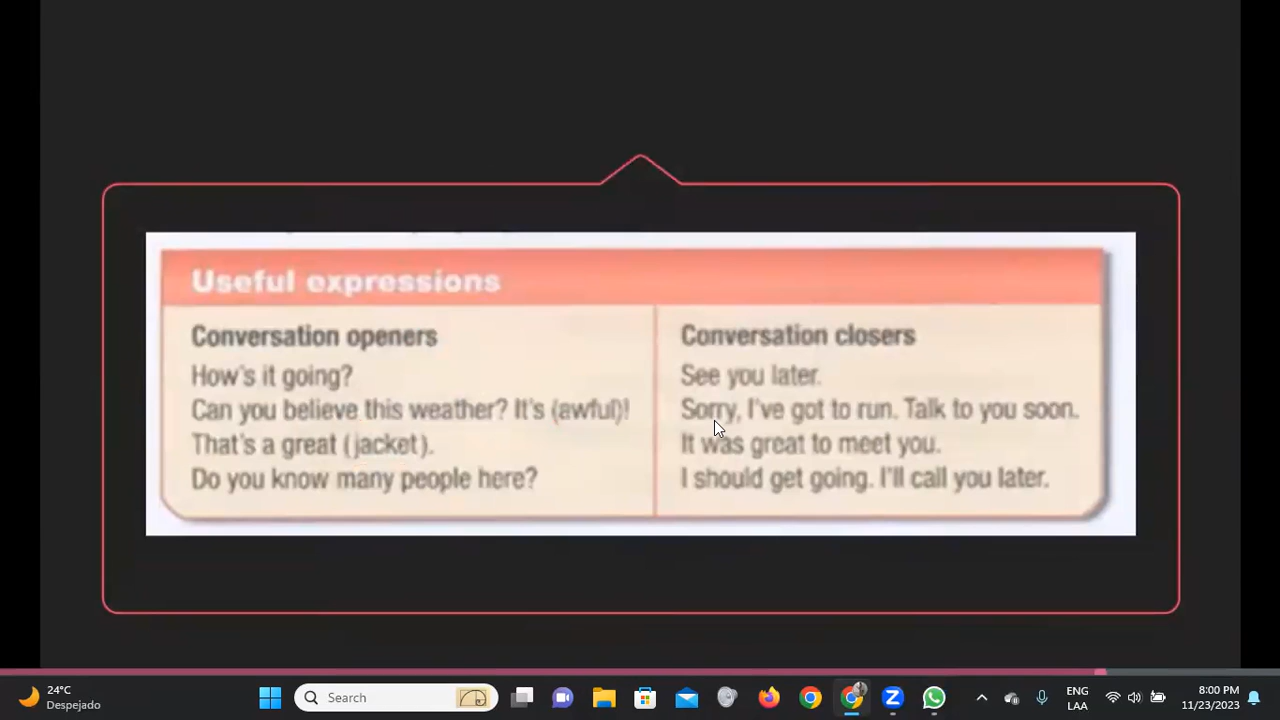 Useful expressions
Conversation openers
How's it going?
Can you believe this weather? It's (awful)!
That's a great (jacket).
Do you know many people here?
Conversation closers
See you later.
Sorry, I've got to run. Talk to you soon.
It was great to meet you.
I should get going. I'll call you later.
24°C
Despejado
Search
ENG
LAA
8:00 PM
11/23/2023